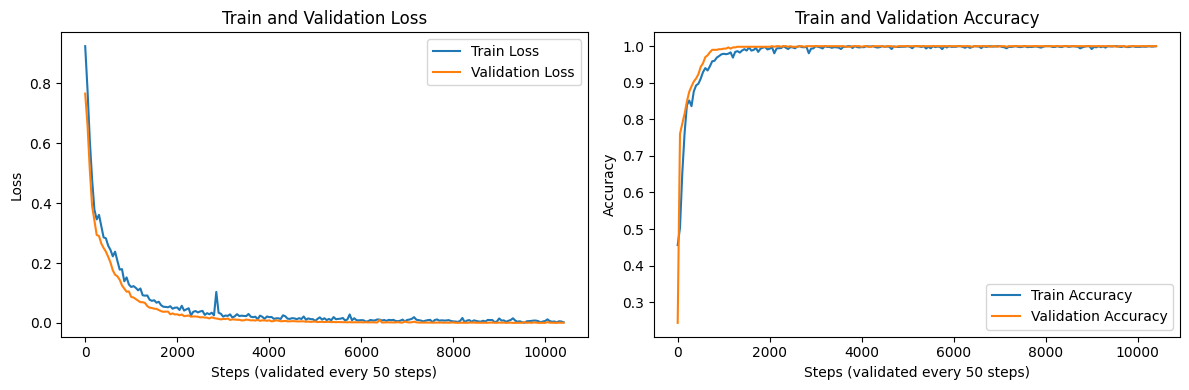 Train and Validation Loss
Train Loss
Validation Loss
Loss
0.8
0.6
0.4
0.2
0.0
0 2000 4000 6000 8000 10000
Steps (validated every 50 steps)
Train and Validation Accuracy
Accuracy
1.0
0.9
0.8
0.7
0.6
0.5
0.4
0.3
Train Accuracy
Validation Accuracy
0 2000 4000 6000 8000 10000
Steps (validated every 50 steps)